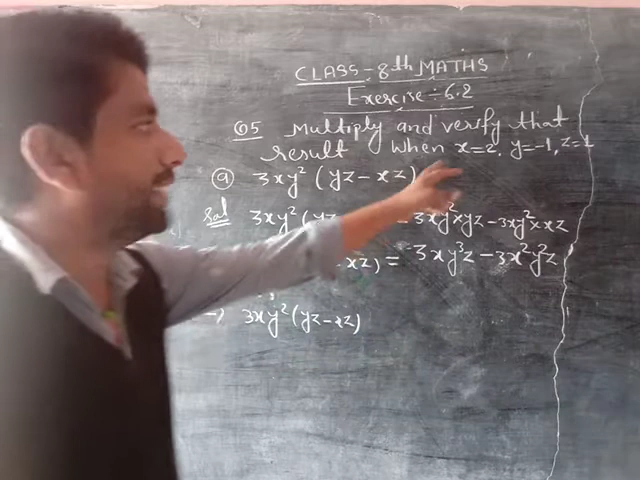 CLASS - 8th MATHS
Exercise ÷ 6.2
Q5 Multiply and verify that
result when x=2, y=-1, z=1
(a) 3xy² (yz - xz)
Sol 3xy² (yz = 3xy²×yz - 3xy²×xz
xz) = 3xy³z - 3x²y²z
→ 3xy² (yz - xz)